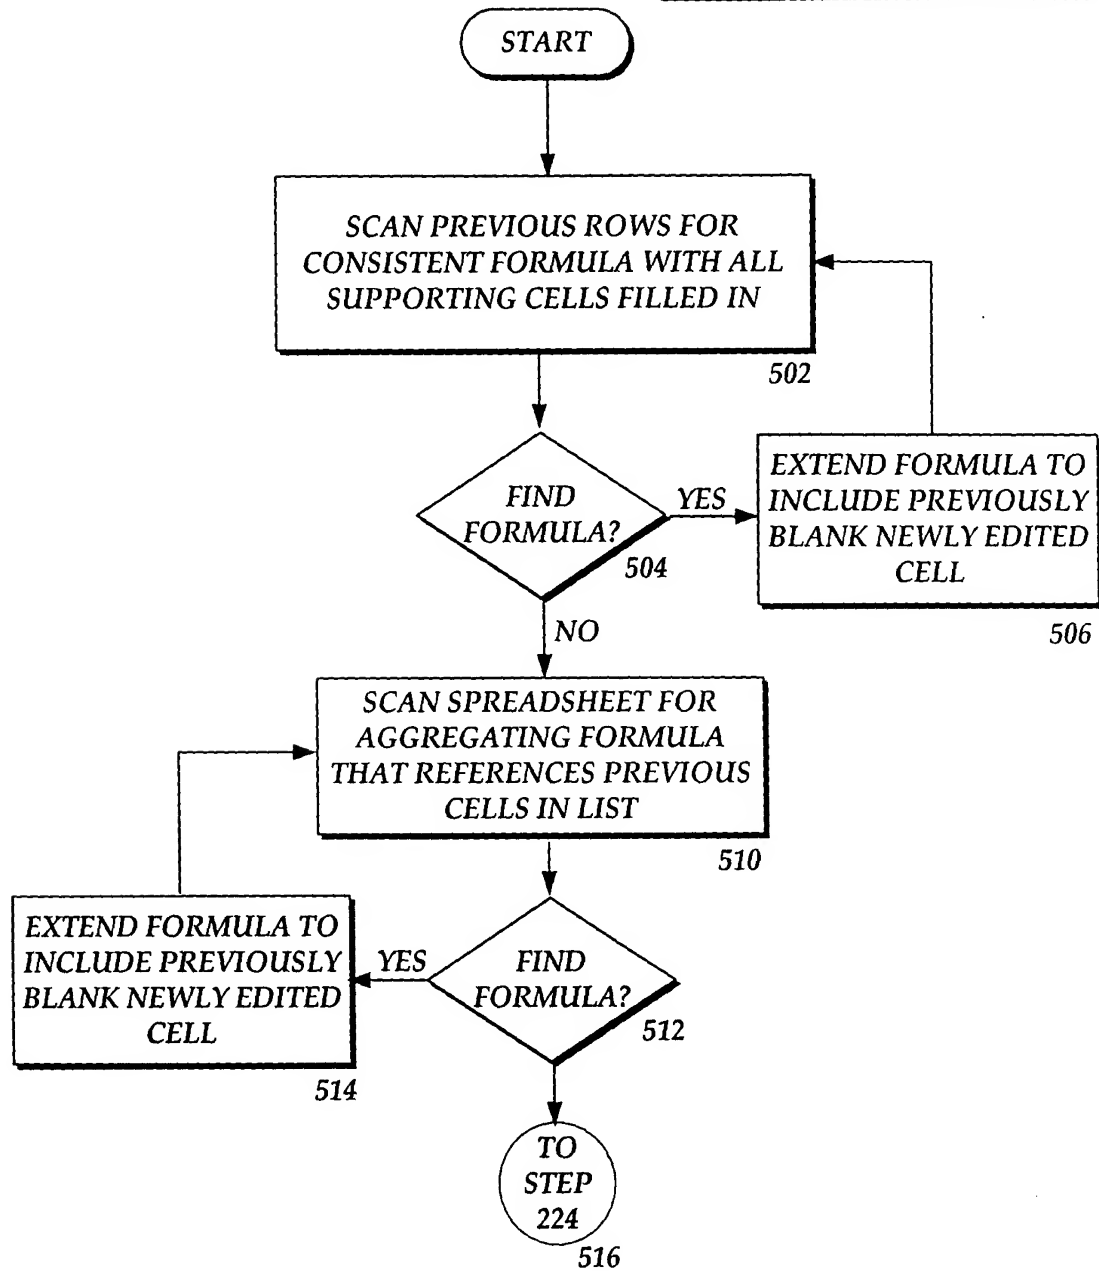 START
SCAN PREVIOUS ROWS FOR
CONSISTENT FORMULA WITH ALL
SUPPORTING CELLS FILLED IN
502
FIND
FORMULA?
504
YES
EXTEND FORMULA TO
INCLUDE PREVIOUSLY
BLANK NEWLY EDITED
CELL
506
NO
SCAN SPREADSHEET FOR
AGGREGATING FORMULA
THAT REFERENCES PREVIOUS
CELLS IN LIST
510
FIND
FORMULA?
512
YES
EXTEND FORMULA TO
INCLUDE PREVIOUSLY
BLANK NEWLY EDITED
CELL
514
TO
STEP
224
516